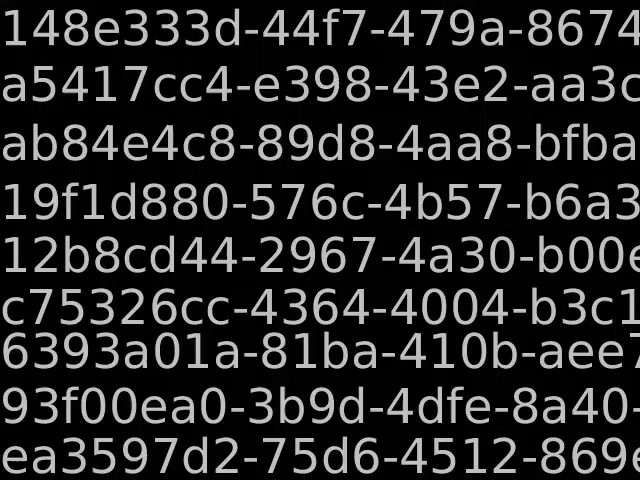 148e333d-44f7-479a-8674
a5417cc4-e398-43e2-aa3c
ab84e4c8-89d8-4aa8-bfba
19f1d880-576c-4b57-b6a3
12b8cd44-2967-4a30-b00e
c75326cc-4364-4004-b3c1
6393a01a-81ba-410b-aee7
93f00ea0-3b9d-4dfe-8a40-
ea3597d2-75d6-4512-869e